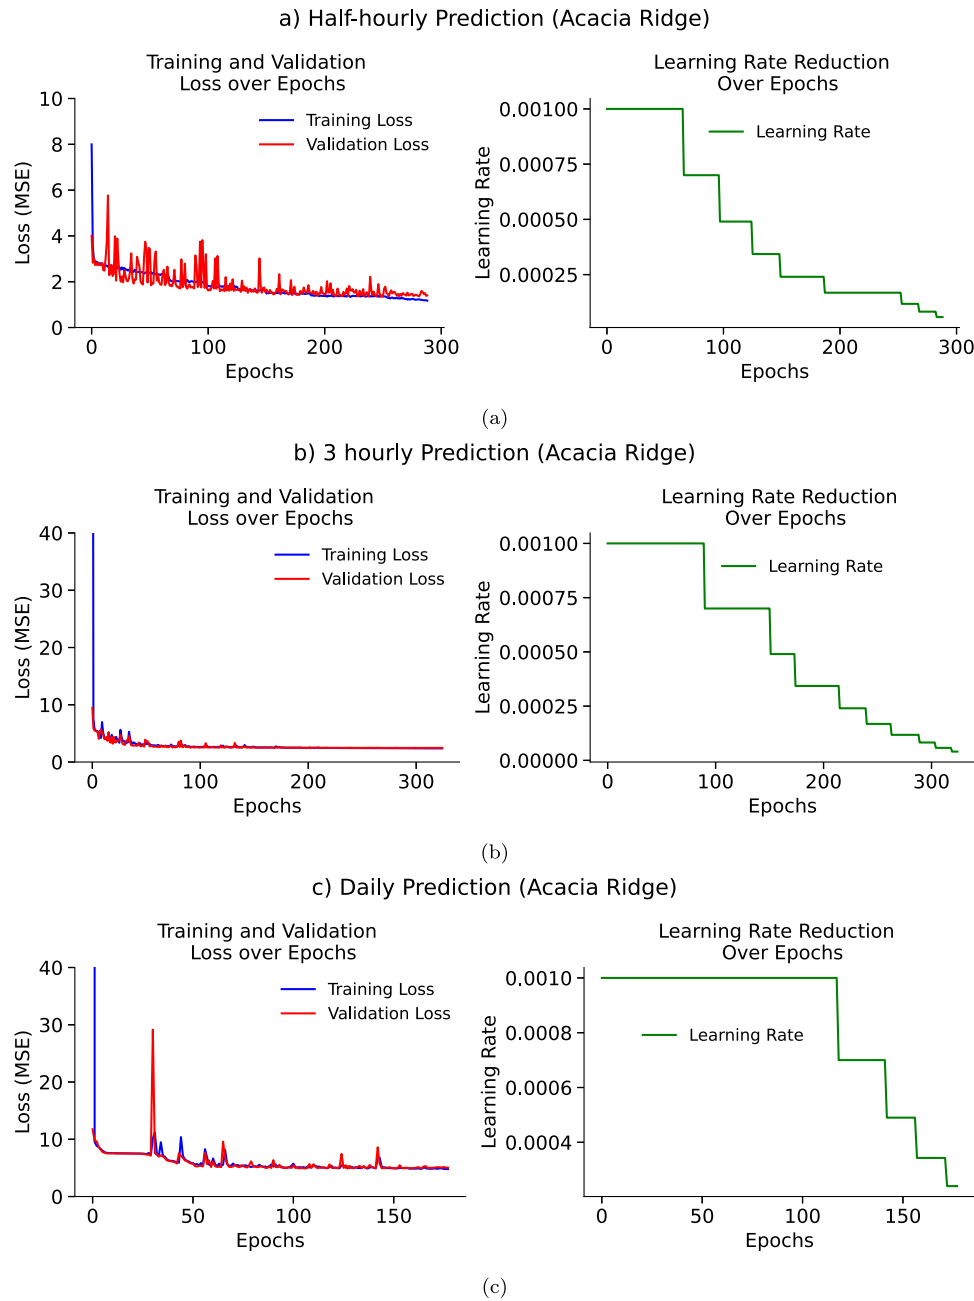 a) Half-hourly Prediction (Acacia Ridge)
Training and Validation
Loss over Epochs
Learning Rate Reduction
Over Epochs
10
8
6
4
2
0
Loss (MSE)
Training Loss
Validation Loss
0 100 200 300
Epochs
0.00100
0.00075
0.00050
0.00025
Learning Rate
Learning Rate
0 100 200 300
Epochs
(a)
b) 3 hourly Prediction (Acacia Ridge)
Training and Validation
Loss over Epochs
Learning Rate Reduction
Over Epochs
40
30
20
10
0
Loss (MSE)
Training Loss
Validation Loss
0 100 200 300
Epochs
0.00100
0.00075
0.00050
0.00025
0.00000
Learning Rate
Learning Rate
0 100 200 300
Epochs
(b)
c) Daily Prediction (Acacia Ridge)
Training and Validation
Loss over Epochs
Learning Rate Reduction
Over Epochs
40
30
20
10
0
Loss (MSE)
Training Loss
Validation Loss
0 50 100 150
Epochs
0.0010
0.0008
0.0006
0.0004
Learning Rate
Learning Rate
0 50 100 150
Epochs
(c)